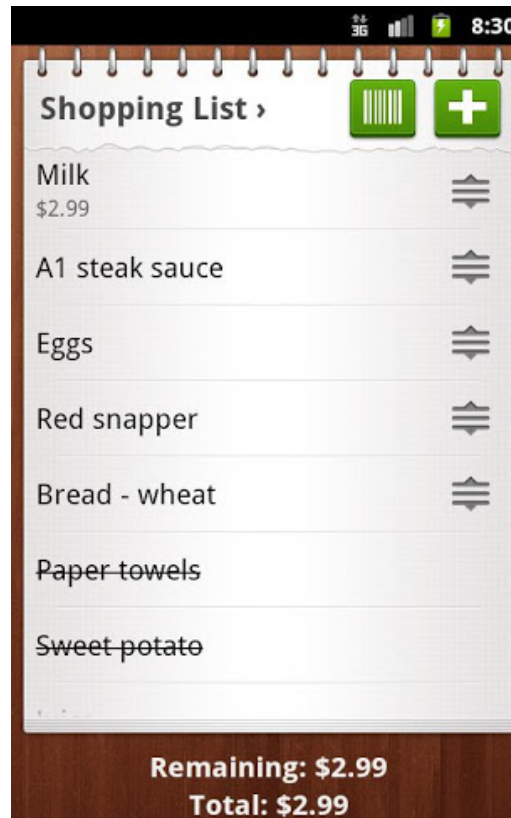 3G 8:30
Shopping List ›
Milk
$2.99
A1 steak sauce
Eggs
Red snapper
Bread - wheat
Paper towels
Sweet potato
Remaining: $2.99
Total: $2.99